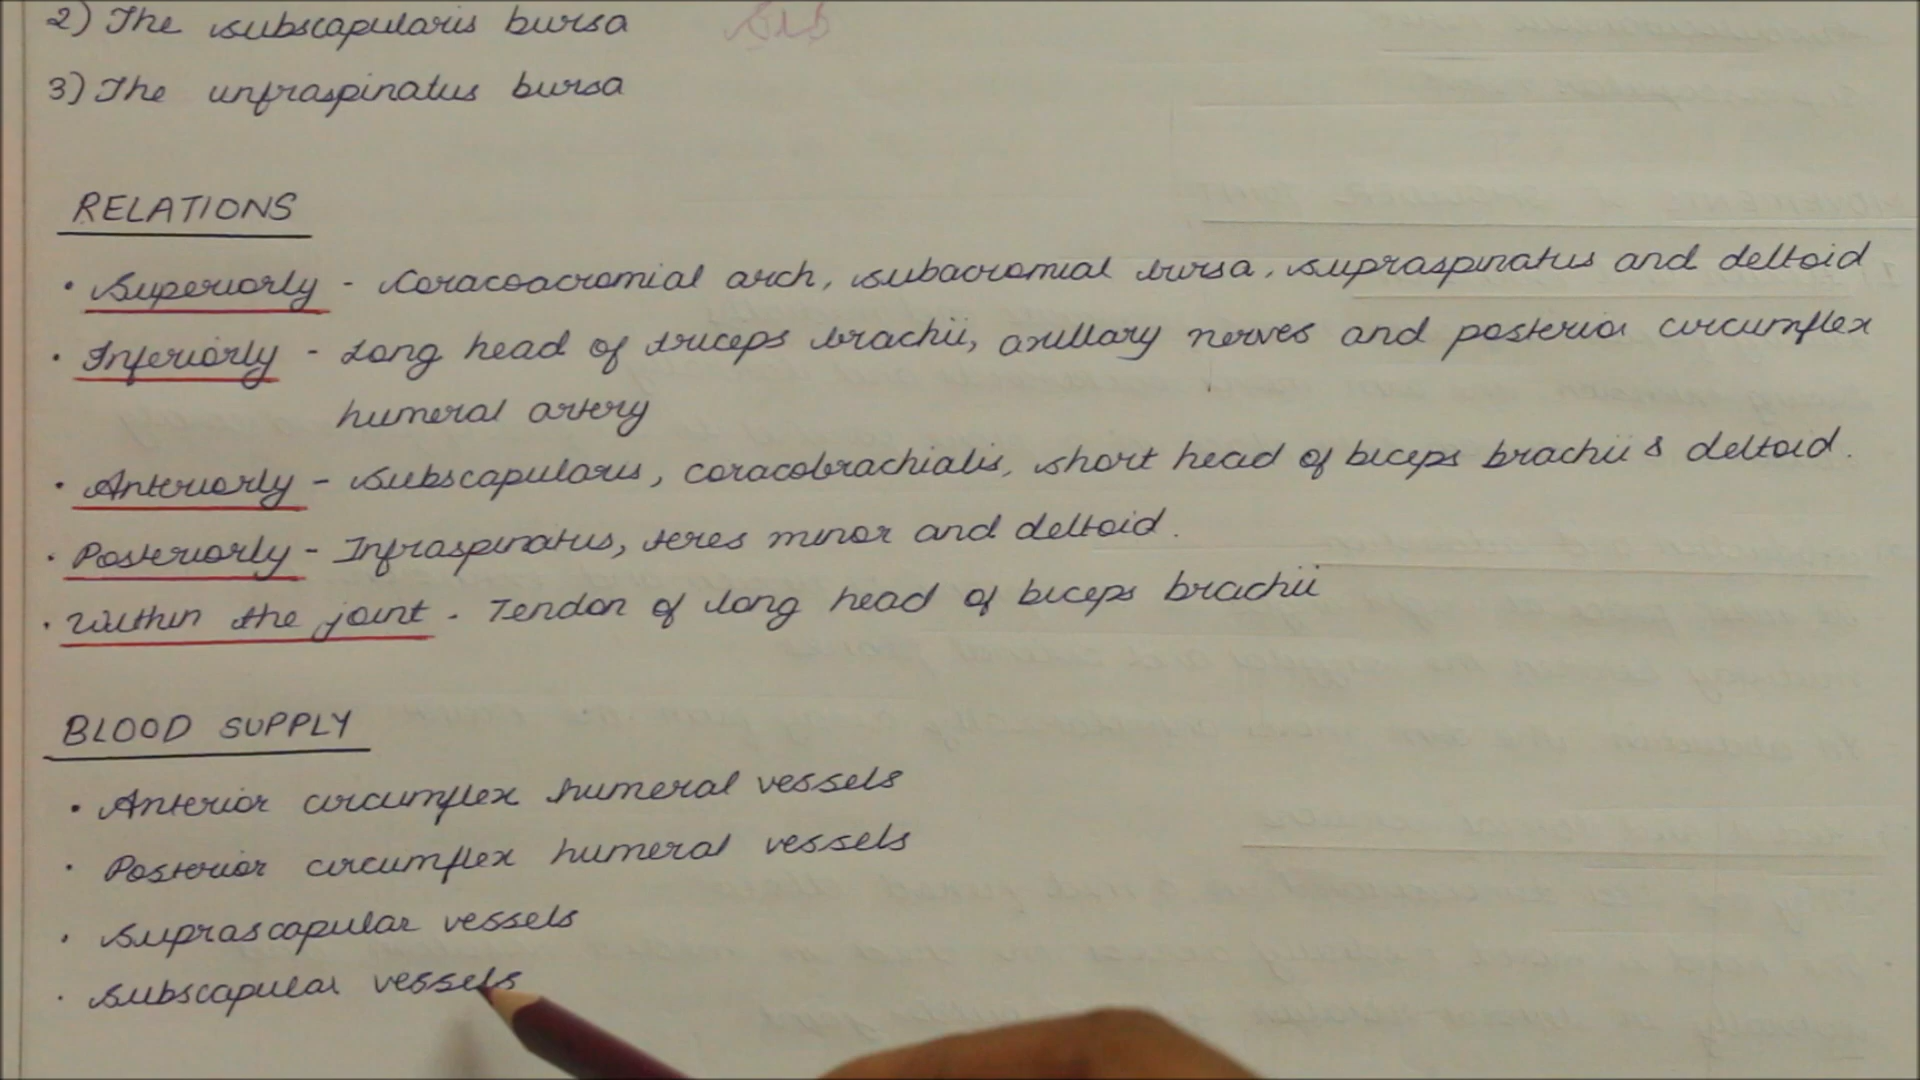 2) The subscapularis bursa
3) The infraspinatus bursa
RELATIONS
• Superiorly - Coracoacromial arch, subacromial bursa, supraspinatus and deltoid
• Inferiorly - Long head of triceps brachii, axillary nerves and posterior circumflex
humeral artery
• Anteriorly - Subscapularis, coracobrachialis, short head of biceps brachii & deltoid.
• Posteriorly - Infraspinatus, teres minor and deltoid.
• Within the joint - Tendon of long head of biceps brachii
BLOOD SUPPLY
• Anterior circumflex humeral vessels
• Posterior circumflex humeral vessels
• Suprascapular vessels
• Subscapular vessels